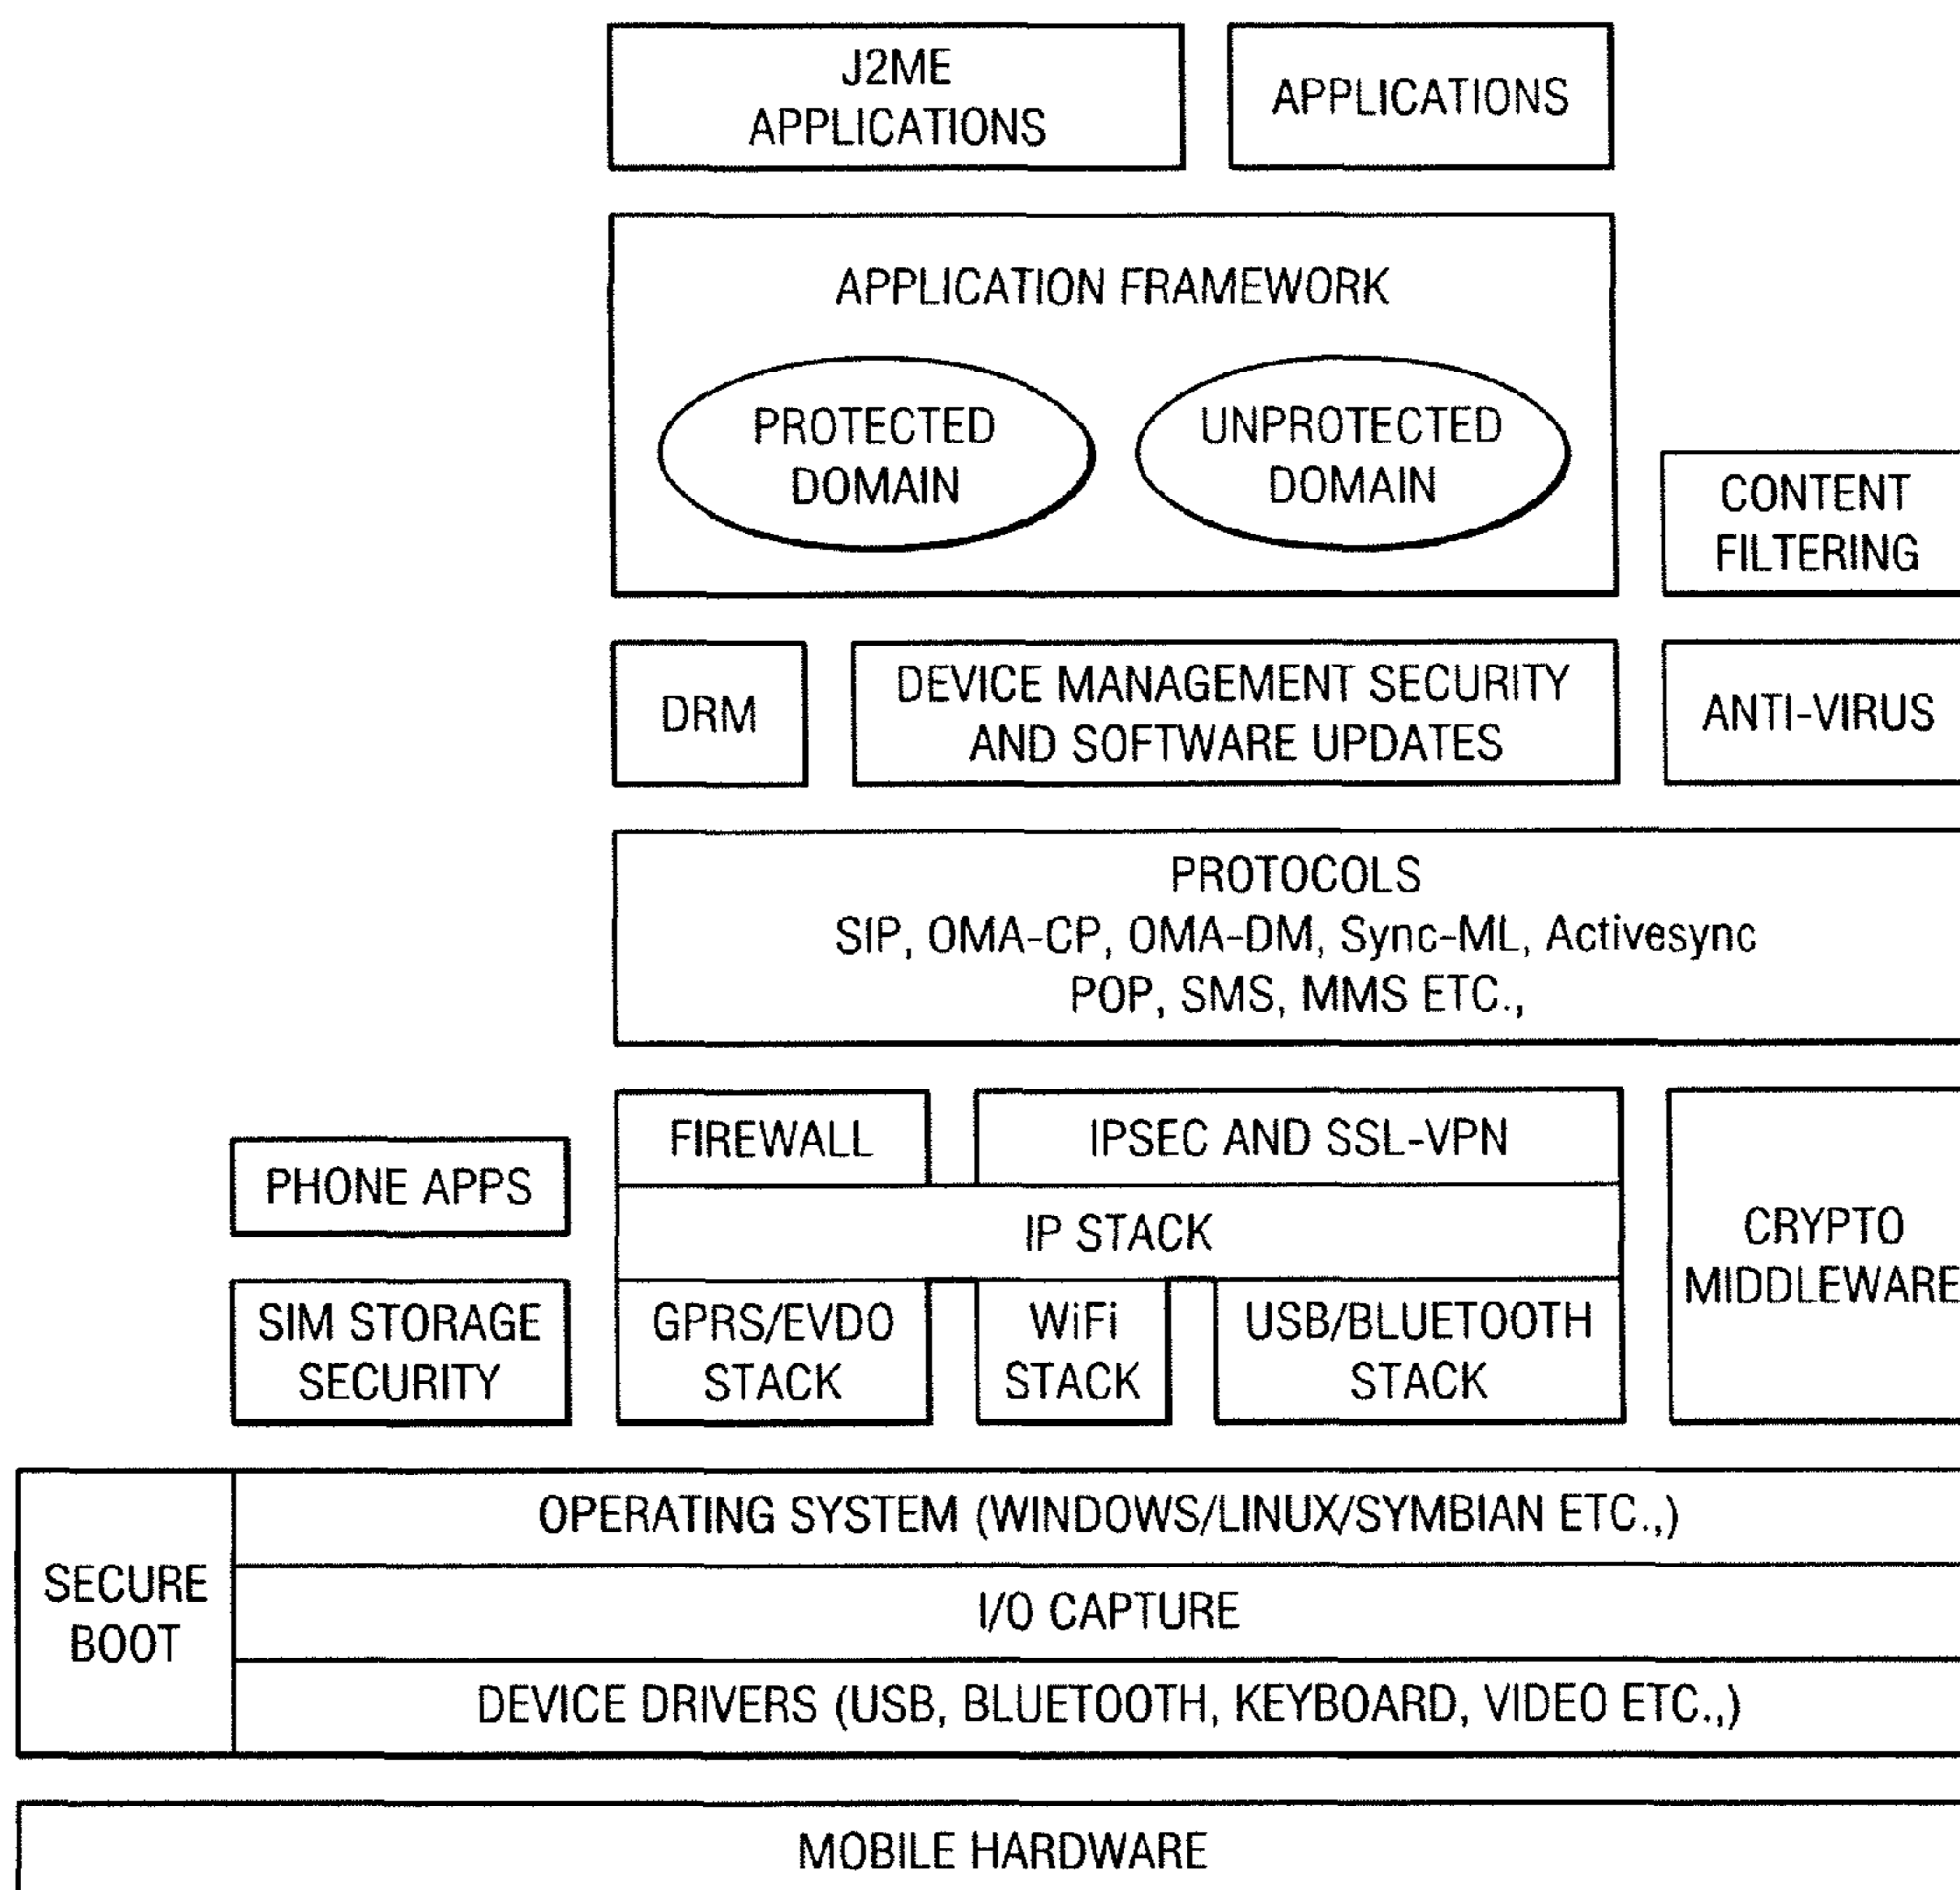 J2ME
APPLICATIONS
APPLICATIONS
APPLICATION FRAMEWORK
PROTECTED
DOMAIN
UNPROTECTED
DOMAIN
CONTENT
FILTERING
DRM
DEVICE MANAGEMENT SECURITY
AND SOFTWARE UPDATES
ANTI-VIRUS
PROTOCOLS
SIP, OMA-CP, OMA-DM, Sync-ML, Activesync
POP, SMS, MMS ETC.,
PHONE APPS
FIREWALL
IPSEC AND SSL-VPN
IP STACK
CRYPTO
MIDDLEWARE
SIM STORAGE
SECURITY
GPRS/EVDO
STACK
WiFi
STACK
USB/BLUETOOTH
STACK
SECURE
BOOT
OPERATING SYSTEM (WINDOWS/LINUX/SYMBIAN ETC.,)
I/O CAPTURE
DEVICE DRIVERS (USB, BLUETOOTH, KEYBOARD, VIDEO ETC.,)
MOBILE HARDWARE